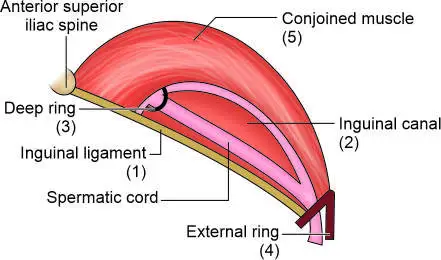 Anterior superior
iliac spine
Conjoined muscle
(5)
Deep ring
(3)
Inguinal canal
(2)
Inguinal ligament
(1)
Spermatic cord
External ring
(4)